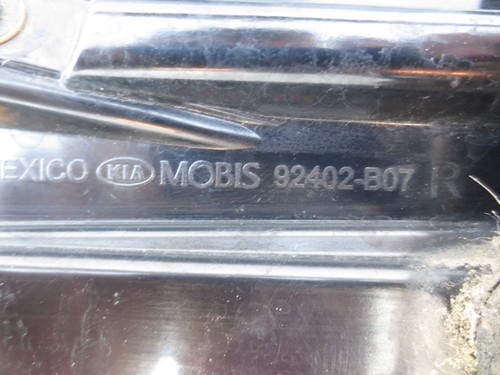 EXICO KIA MOBIS 92402-B07 R